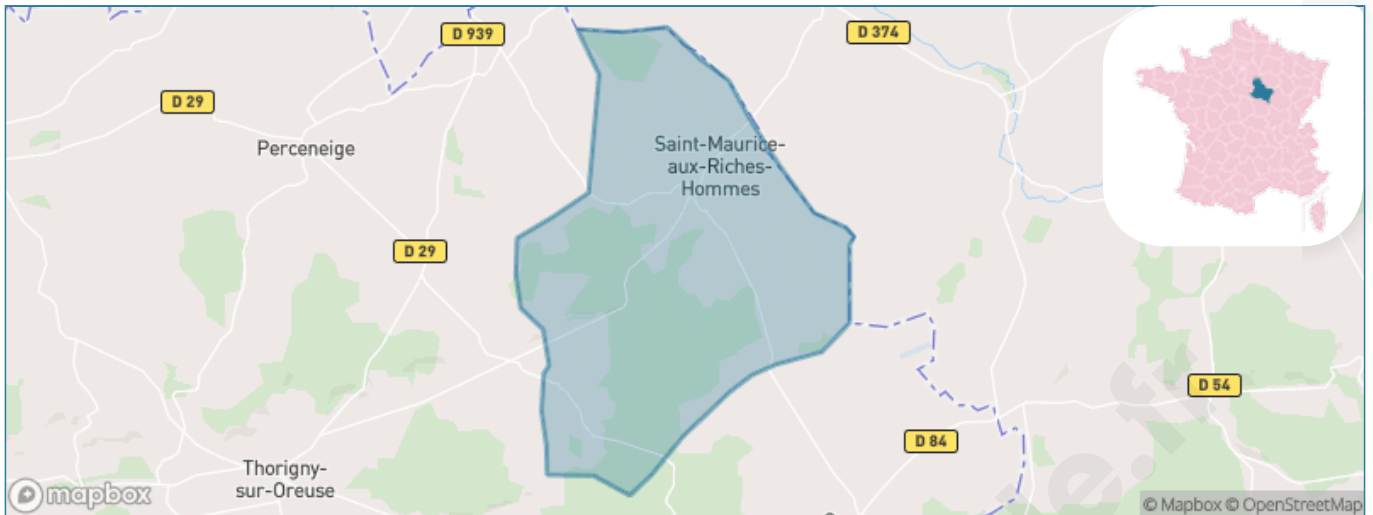 D 939
D 374
D 29
Perceneige
Saint-Maurice-
aux-Riches-
Hommes
D 29
D 54
D 84
Thorigny-
sur-Oreuse
mapbox
© Mapbox © OpenStreetMap